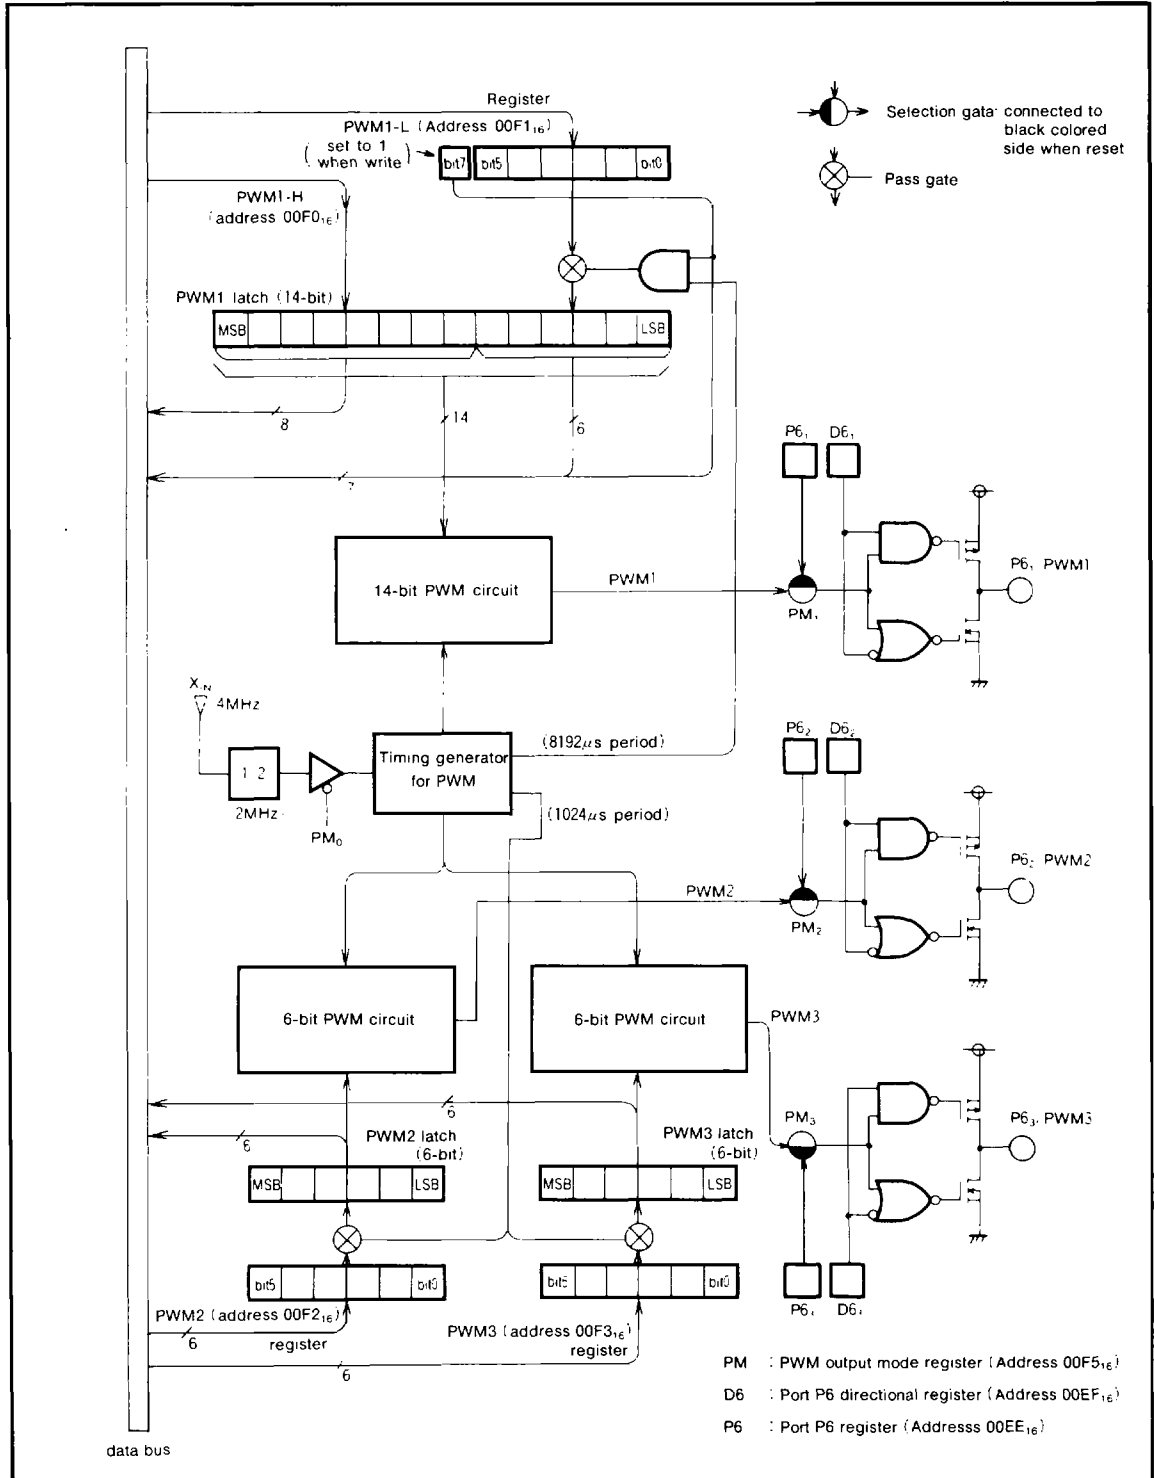 Register
PWM1-L (Address 00F1₁₆)
( set to 1
when write )
bit7 bit5 bit0
PWM1-H
(address 00F0₁₆)
Selection gata: connected to
black colored
side when reset
Pass gate
PWM1 latch (14-bit)
MSB LSB
8 14 6
7
P6₁ D6₁
14-bit PWM circuit
PWM1
PM₁
P6₁ PWM1
X_IN
4MHz
1 2
2MHz
PM₀
Timing generator
for PWM
(8192μs period)
(1024μs period)
P6₂ D6₂
PWM2
PM₂
P6₂ PWM2
6-bit PWM circuit
6-bit PWM circuit
PWM3
PM₃
P6₃ PWM3
6
6
PWM2 latch
(6-bit)
PWM3 latch
(6-bit)
MSB LSB
MSB LSB
bit5 bit0
bit5 bit0
PWM2 (address 00F2₁₆)
register
6
PWM3 (address 00F3₁₆)
register
6
PM : PWM output mode register (Address 00F5₁₆)
D6 : Port P6 directional register (Address 00EF₁₆)
P6 : Port P6 register (Addresss 00EE₁₆)
data bus